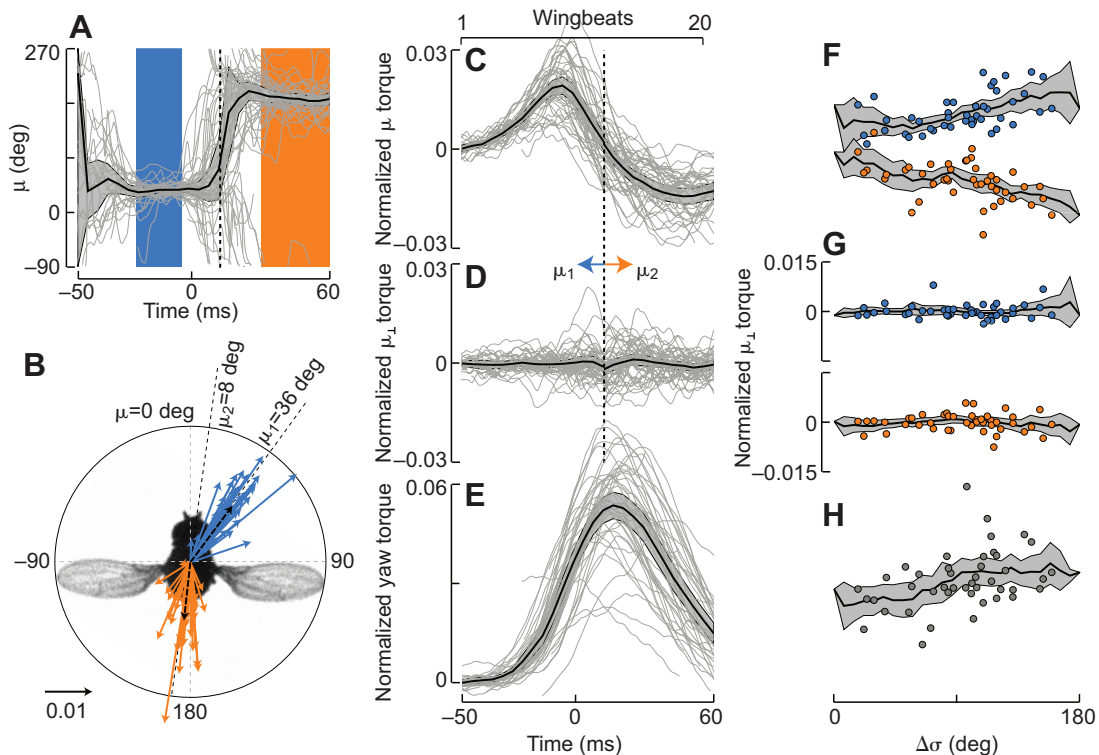 A
270
μ (deg)
0
–90
–50
0
60
Time (ms)
B
μ=0 deg
μ2=8 deg
μ1=36 deg
–90
90
180
0.01
Wingbeats
1
20
C
0.03
Normalized μ torque
0
–0.03
D
μ1
μ2
0.03
Normalized μ⊥ torque
0
–0.03
E
0.06
Normalized yaw torque
0
–50
0
60
Time (ms)
F
G
0.015
0
Normalized μ⊥ torque
0
–0.015
H
0
180
Δσ (deg)